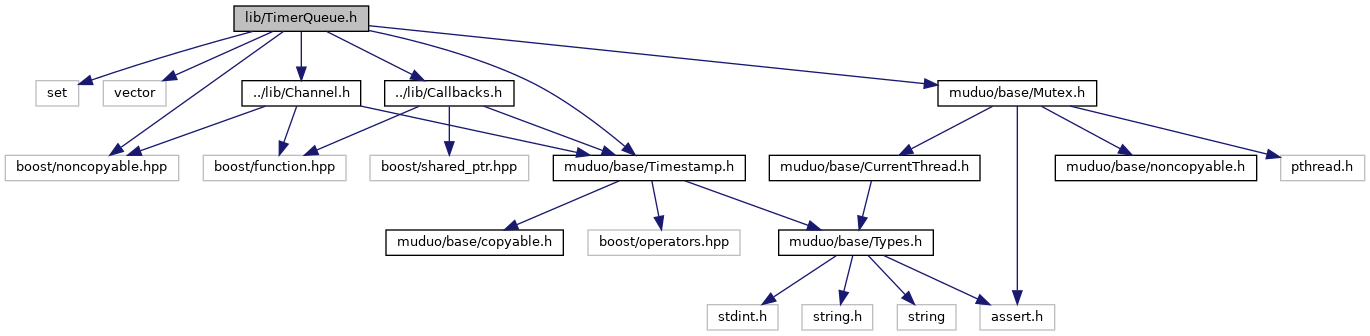 lib/TimerQueue.h
set
vector
../lib/Channel.h
../lib/Callbacks.h
muduo/base/Mutex.h
boost/noncopyable.hpp
boost/function.hpp
boost/shared_ptr.hpp
muduo/base/Timestamp.h
muduo/base/CurrentThread.h
muduo/base/noncopyable.h
pthread.h
muduo/base/copyable.h
boost/operators.hpp
muduo/base/Types.h
stdint.h
string.h
string
assert.h